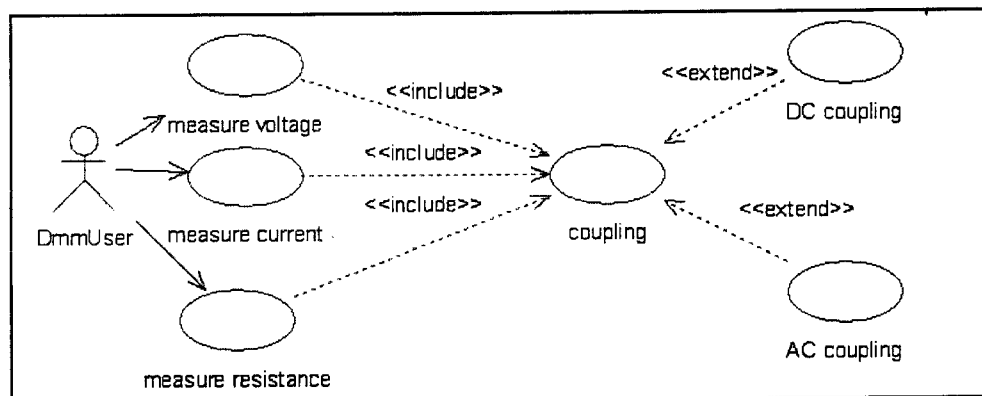 <<include>>
<<extend>>
DC coupling
measure voltage
<<include>>
<<include>>
<<extend>>
DmmUser
measure current
coupling
AC coupling
measure resistance